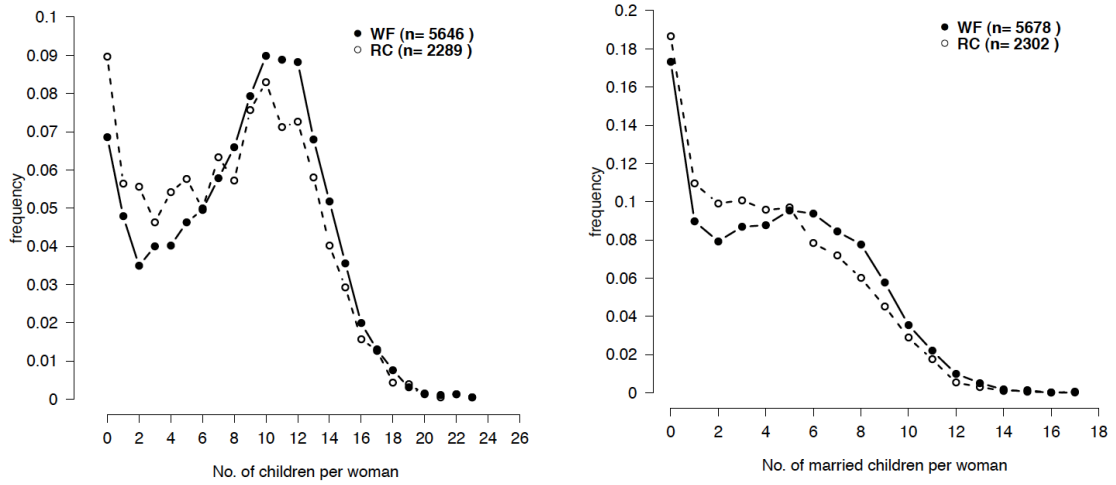 0.1
0.09
0.08
0.07
0.06
0.05
0.04
0.03
0.02
0.01
0
frequency
WF (n= 5646 )
RC (n= 2289 )
0 2 4 6 8 10 12 14 16 18 20 22 24 26
No. of children per woman
0.2
0.18
0.16
0.14
0.12
0.1
0.08
0.06
0.04
0.02
0
frequency
WF (n= 5678 )
RC (n= 2302 )
0 2 4 6 8 10 12 14 16 18
No. of married children per woman